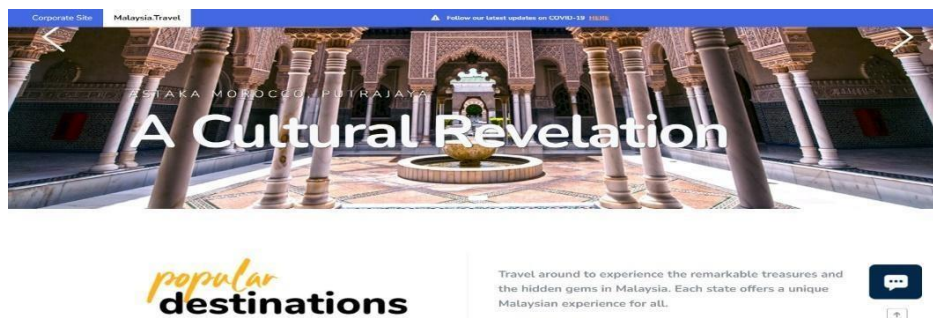 Corporate Site Malaysia.Travel Follow our latest updates on COVID-19 HERE
ASTAKA MOROCCO, PUTRAJAYA
A Cultural Revelation
popular
destinations
Travel around to experience the remarkable treasures and
the hidden gems in Malaysia. Each state offers a unique
Malaysian experience for all.